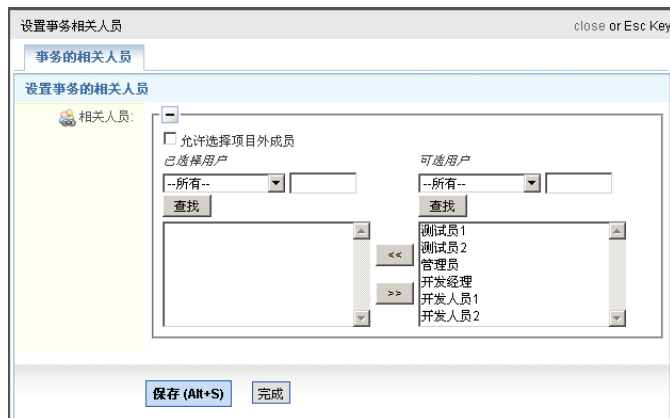 设置事务相关人员 close or Esc Key
事务的相关人员
设置事务的相关人员
相关人员:
允许选择项目外成员
已选择用户 可选用户
--所有-- --所有--
查找 查找
测试员1
测试员2
<< 管理员
开发经理
>> 开发人员1
开发人员2
保存 (Alt+S) 完成